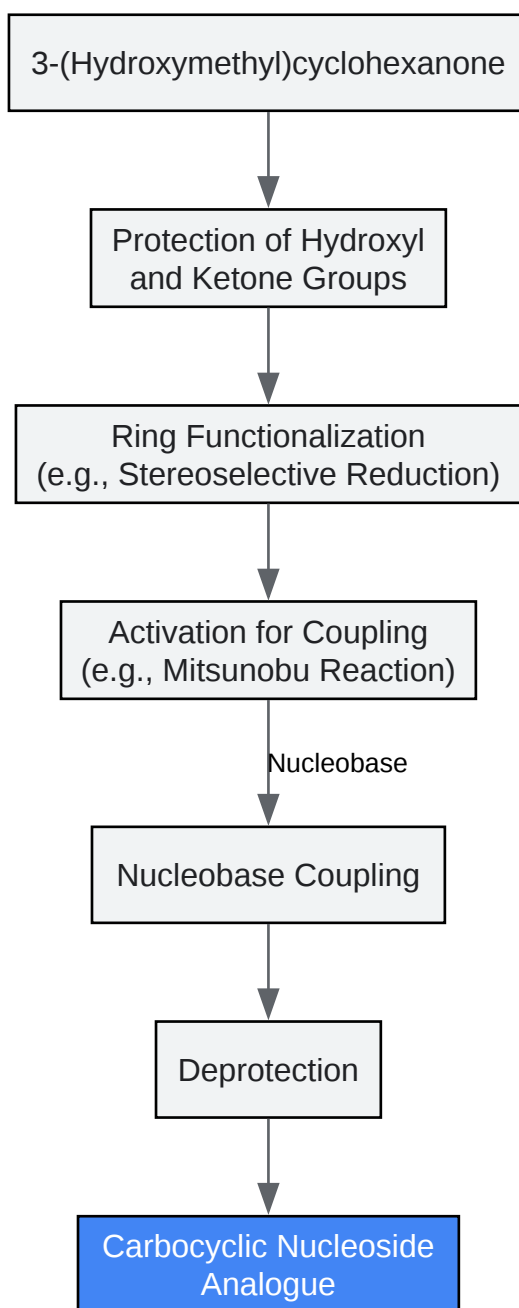 3-(Hydroxymethyl)cyclohexanone
Protection of Hydroxyl
and Ketone Groups
Ring Functionalization
(e.g., Stereoselective Reduction)
Activation for Coupling
(e.g., Mitsunobu Reaction)
Nucleobase
Nucleobase Coupling
Deprotection
Carbocyclic Nucleoside
Analogue